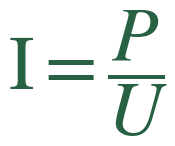 I = P/U